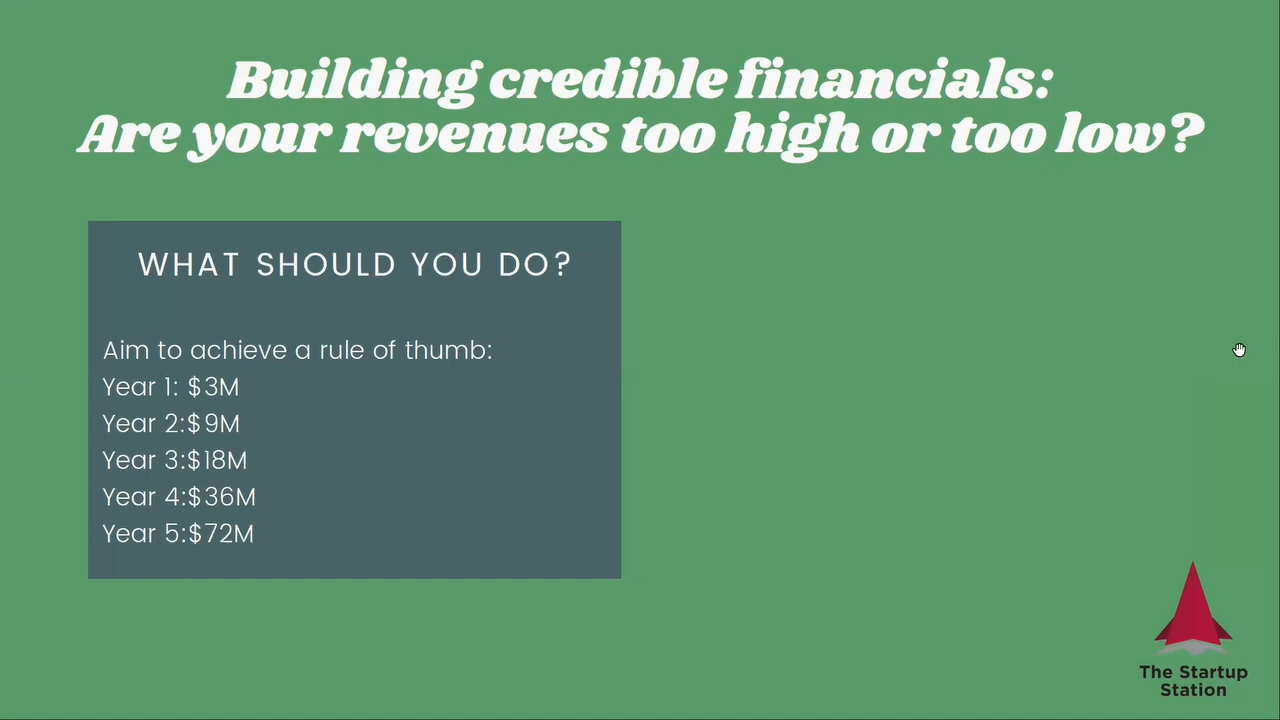 Building credible financials:
Are your revenues too high or too low?
WHAT SHOULD YOU DO?
Aim to achieve a rule of thumb:
Year 1: $3M
Year 2:$9M
Year 3:$18M
Year 4:$36M
Year 5:$72M
The Startup
Station